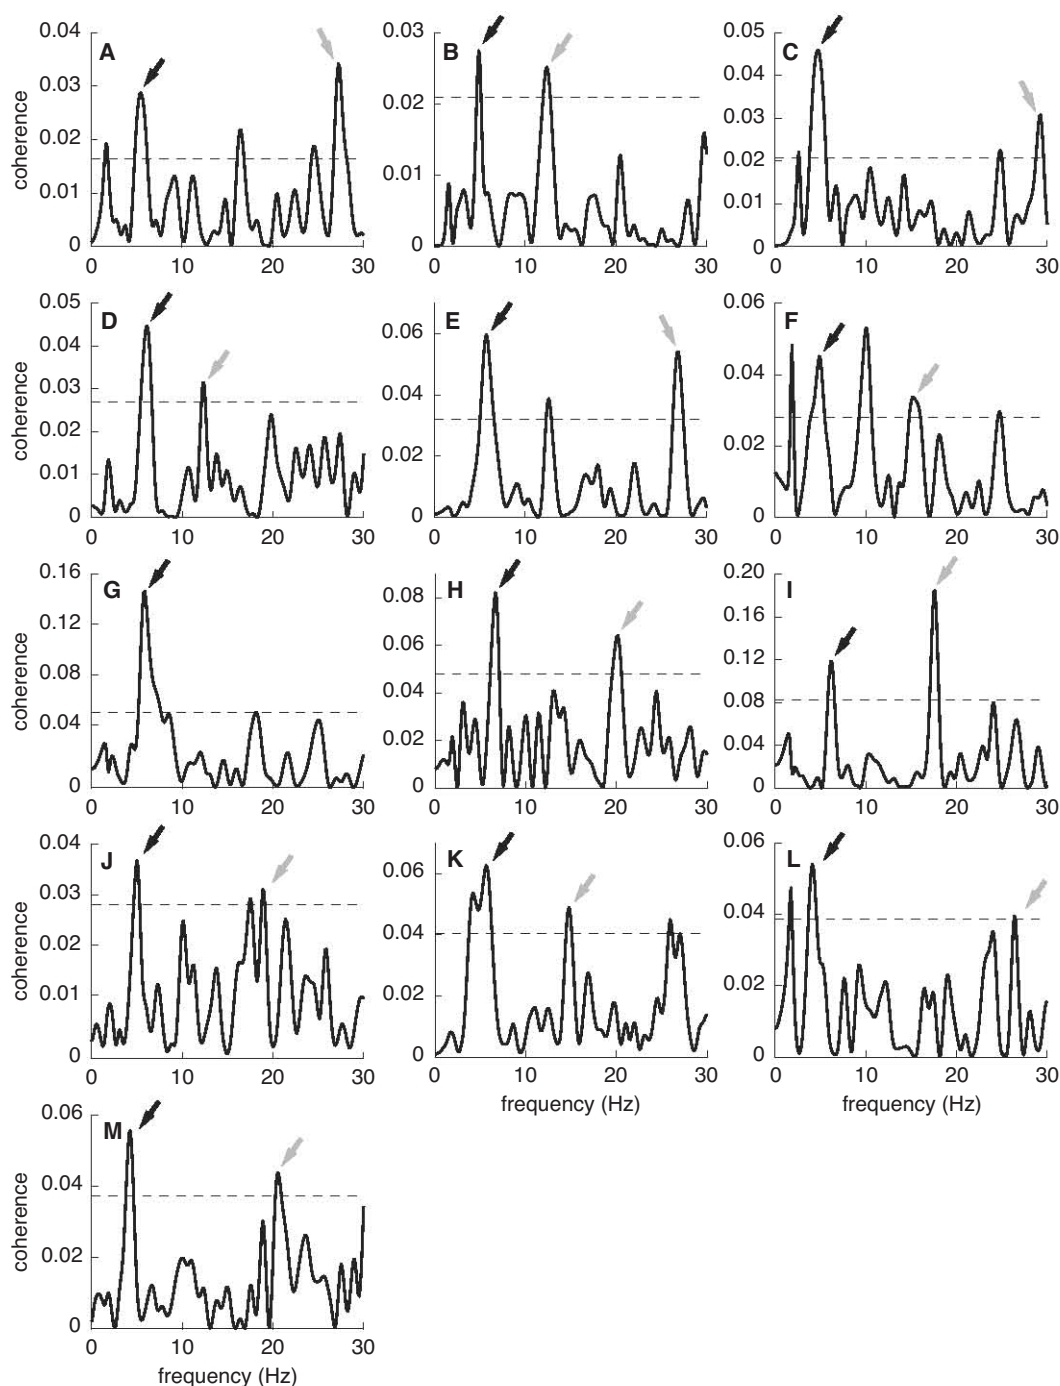 0.04 0.03 0.05
A B C
0.03 0.02 0.04
0.02 0.01 0.03
0.01 0 0.02
0 0.01
0
coherence
0 10 20 30 0 10 20 30 0 10 20 30
0.05 0.06 0.06
D E F
0.04 0.04 0.04
0.03 0.02 0.02
0.02 0 0
0.01
0
coherence
0 10 20 30 0 10 20 30 0 10 20 30
0.16 0.08 0.20
G H I
0.12 0.06 0.16
0.08 0.04 0.12
0.04 0.02 0.08
0 0 0.04
0
coherence
0 10 20 30 0 10 20 30 0 10 20 30
0.04 0.06 0.06
J K L
0.03 0.04 0.04
0.02 0.02 0.02
0.01 0 0
0
coherence
0 10 20 30 0 10 20 30 0 10 20 30
frequency (Hz) frequency (Hz)
0.06
M
0.04
0.02
0
coherence
0 10 20 30
frequency (Hz)